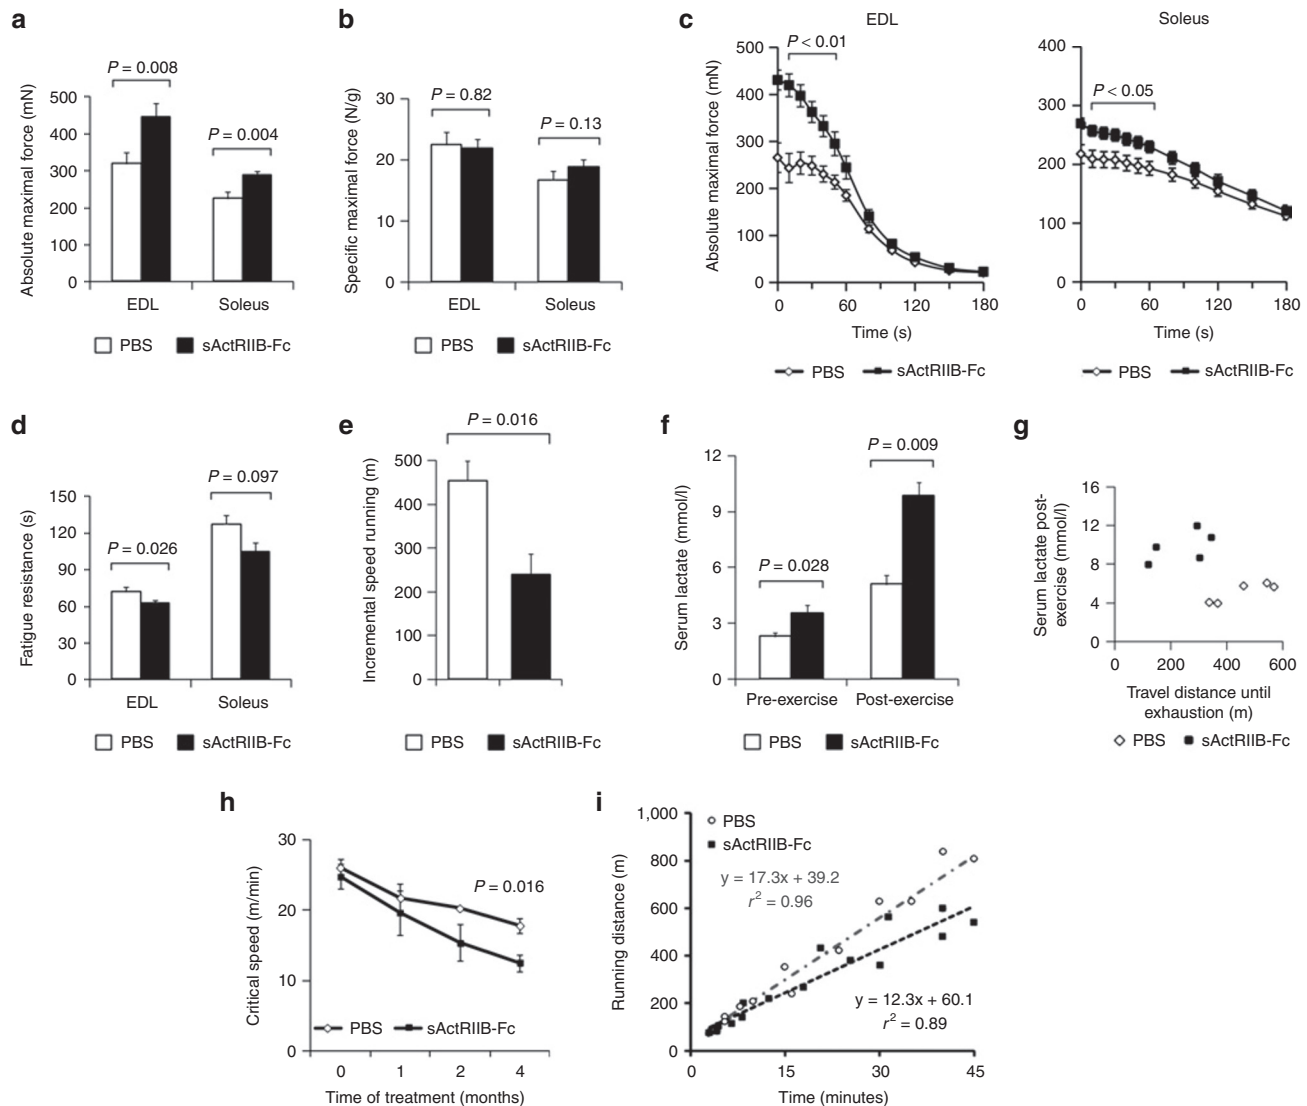 a
Absolute maximal force (mN)
500
400
300
200
100
0
P = 0.008
P = 0.004
EDL
Soleus
PBS
sActRIIB-Fc
b
Specific maximal force (N/g)
30
20
10
0
P = 0.82
P = 0.13
EDL
Soleus
PBS
sActRIIB-Fc
c
EDL
Absolute maximal force (mN)
500
400
300
200
100
0
P < 0.01
0
60
120
180
Time (s)
PBS
sActRIIB-Fc
Soleus
400
300
200
100
0
P < 0.05
0
60
120
180
Time (s)
PBS
sActRIIB-Fc
d
Fatigue resistance (s)
150
120
90
60
30
0
P = 0.026
P = 0.097
EDL
Soleus
PBS
sActRIIB-Fc
e
Incremental speed running (m)
500
400
300
200
100
0
P = 0.016
PBS
sActRIIB-Fc
f
Serum lactate (mmol/l)
12
9
6
3
0
P = 0.028
P = 0.009
Pre-exercise
Post-exercise
PBS
sActRIIB-Fc
g
Serum lactate post-
exercise (mmol/l)
16
12
8
4
0
0
200
400
600
Travel distance until
exhaustion (m)
PBS
sActRIIB-Fc
h
Critical speed (m/min)
30
20
10
0
P = 0.016
PBS
sActRIIB-Fc
0
1
2
4
Time of treatment (months)
i
Running distance (m)
1,000
800
600
400
200
0
PBS
sActRIIB-Fc
y = 17.3x + 39.2
r² = 0.96
y = 12.3x + 60.1
r² = 0.89
0
15
30
45
Time (minutes)